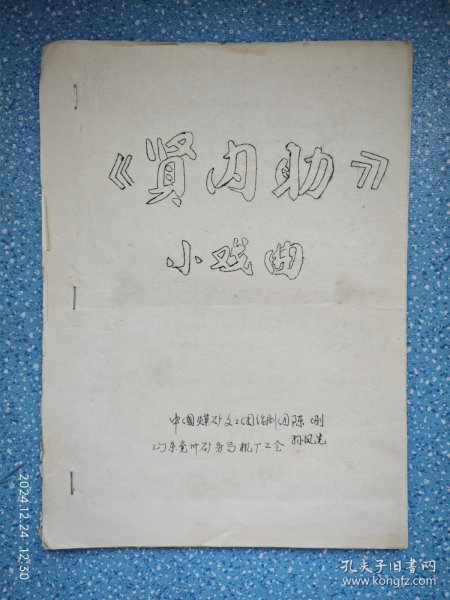 《贤内助》
小戏曲
中国煤矿文工团话剧团 陈刚
山东兖州矿务局机厂工会 孙凤先
2024.12.24 12:30
孔夫子旧书网
www.kongfz.com